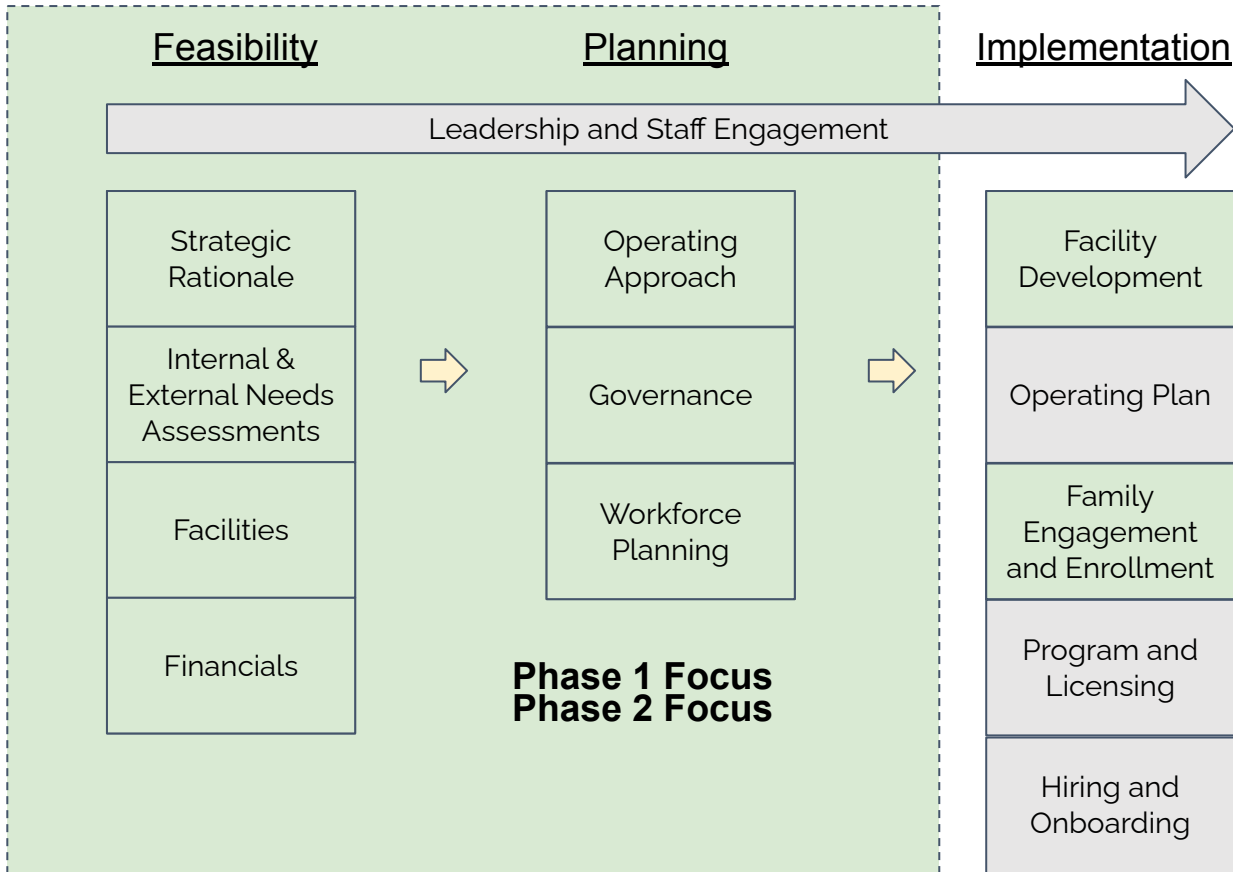 Feasibility
Planning
Implementation
Leadership and Staff Engagement
Strategic
Rationale
Internal &
External Needs
Assessments
Facilities
Financials
Operating
Approach
Governance
Workforce
Planning
Phase 1 Focus
Phase 2 Focus
Facility
Development
Operating Plan
Family
Engagement
and Enrollment
Program and
Licensing
Hiring and
Onboarding